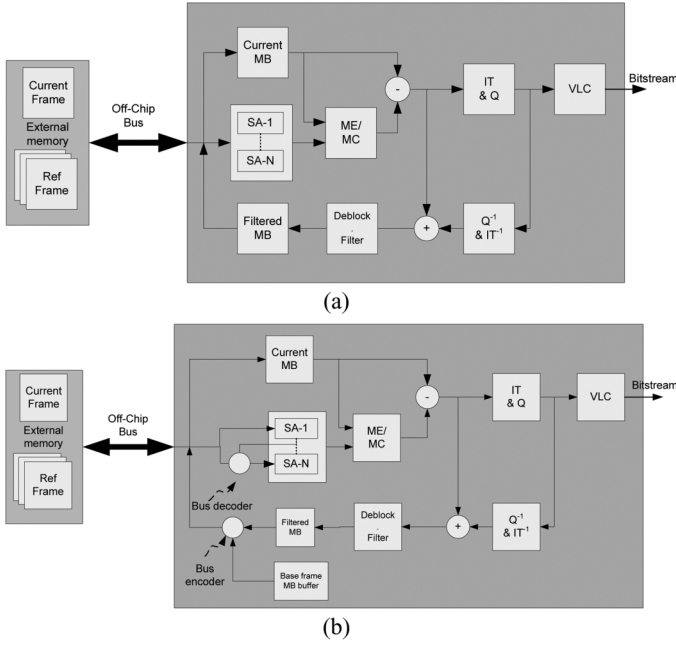 Current
Frame
External
memory
Ref
Frame
Off-Chip
Bus
Current
MB
SA-1
SA-N
ME/
MC
-
IT
& Q
VLC
Bitstream
Filtered
MB
Deblock
.
Filter
+
Q⁻¹
& IT⁻¹
(a)
Current
Frame
External
memory
Ref
Frame
Off-Chip
Bus
Current
MB
SA-1
SA-N
ME/
MC
-
IT
& Q
VLC
Bitstream
Bus decoder
Bus
encoder
Filtered
MB
Deblock
.
Filter
+
Q⁻¹
& IT⁻¹
Base frame
MB buffer
(b)